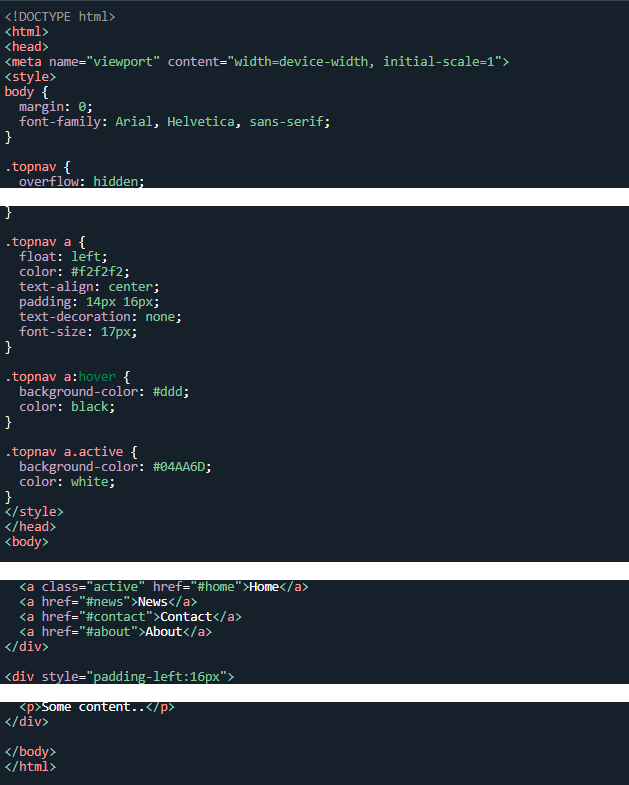 <!DOCTYPE html>
<html>
<head>
<meta name="viewport" content="width=device-width, initial-scale=1">
<style>
body {
  margin: 0;
  font-family: Arial, Helvetica, sans-serif;
}

.topnav {
  overflow: hidden;
}

.topnav a {
  float: left;
  color: #f2f2f2;
  text-align: center;
  padding: 14px 16px;
  text-decoration: none;
  font-size: 17px;
}

.topnav a:hover {
  background-color: #ddd;
  color: black;
}

.topnav a.active {
  background-color: #04AA6D;
  color: white;
}
</style>
</head>
<body>

  <a class="active" href="#home">Home</a>
  <a href="#news">News</a>
  <a href="#contact">Contact</a>
  <a href="#about">About</a>
</div>

<div style="padding-left:16px">
  <p>Some content..</p>
</div>

</body>
</html>